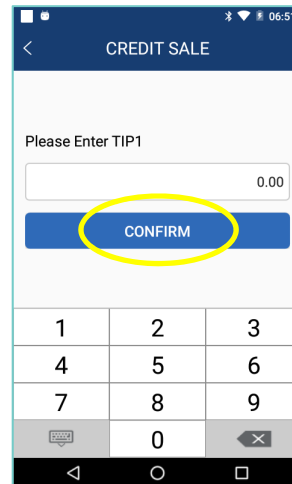 06:51
CREDIT SALE
Please Enter TIP1
0.00
CONFIRM
1 2 3
4 5 6
7 8 9
0